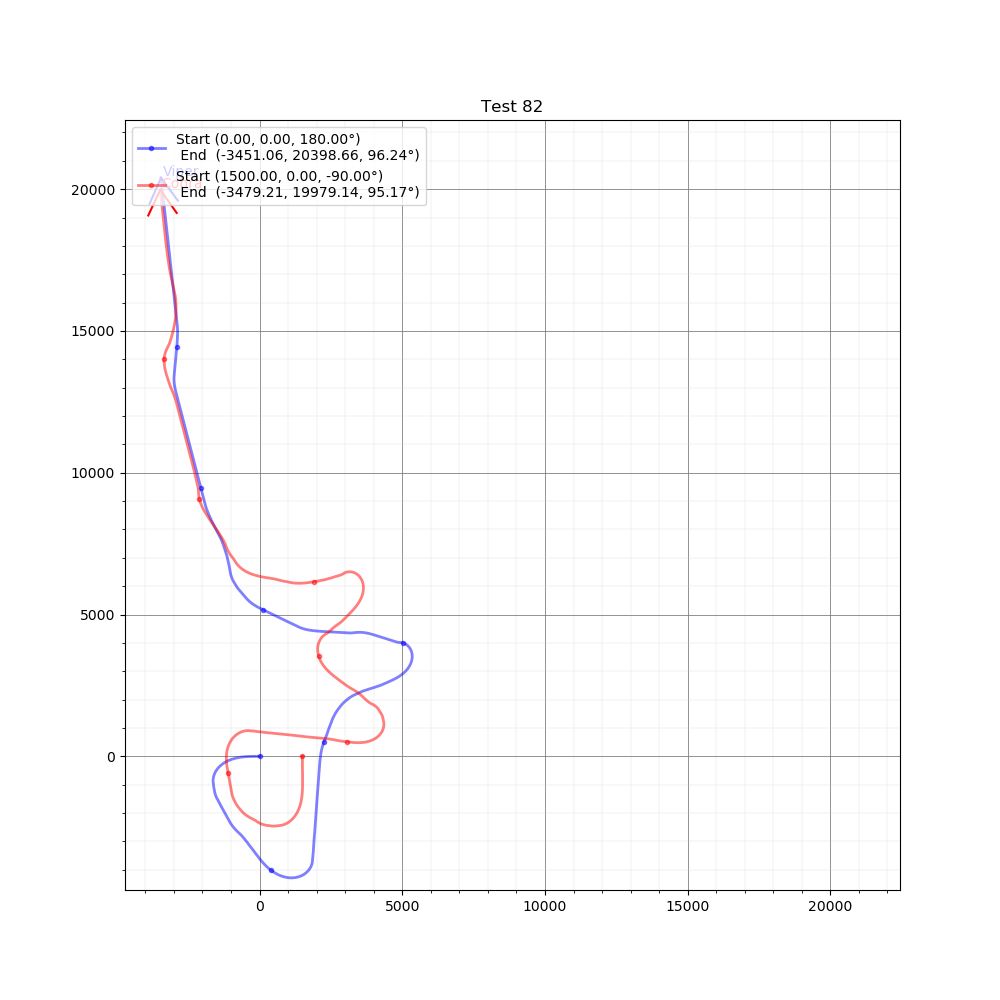 Test 82
Start (0.00, 0.00, 180.00°)
End (-3451.06, 20398.66, 96.24°)
Start (1500.00, 0.00, -90.00°)
End (-3479.21, 19979.14, 95.17°)
20000
15000
10000
5000
0
0 5000 10000 15000 20000